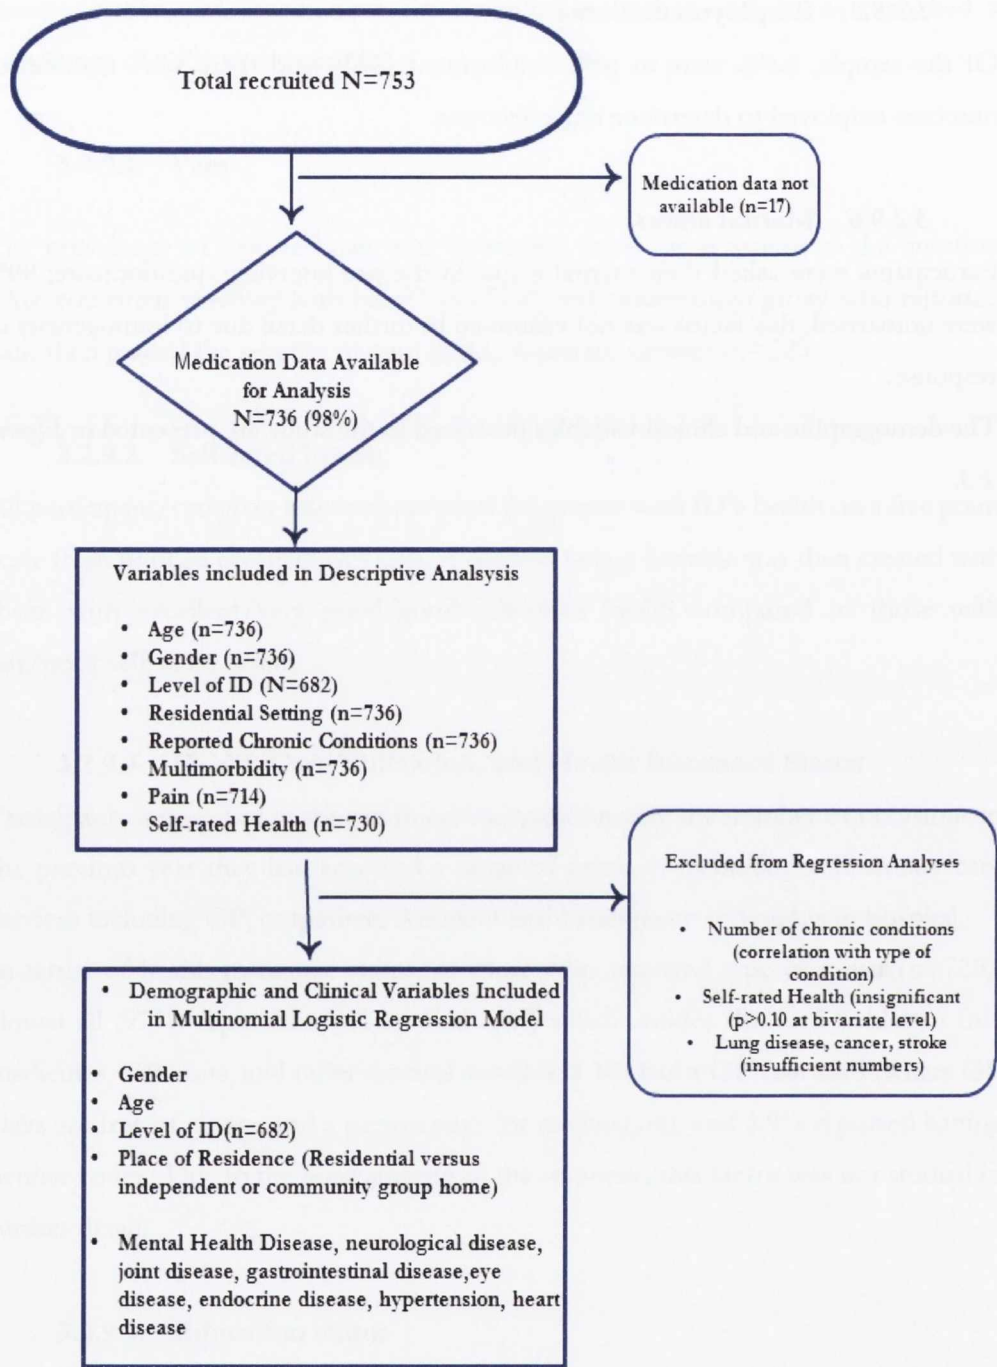 Total recruited N=753
Medication data not
available (n=17)
Medication Data Available
for Analysis
N=736 (98%)
Variables included in Descriptive Analysis
• Age (n=736)
• Gender (n=736)
• Level of ID (N=682)
• Residential Setting (n=736)
• Reported Chronic Conditions (n=736)
• Multimorbidity (n=736)
• Pain (n=714)
• Self-rated Health (n=730)
Excluded from Regression Analyses
• Number of chronic conditions
(correlation with type of
condition)
• Self-rated Health (insignificant
(p>0.10 at bivariate level)
• Lung disease, cancer, stroke
(insufficient numbers)
• Demographic and Clinical Variables Included
in Multinomial Logistic Regression Model
• Gender
• Age
• Level of ID(n=682)
• Place of Residence (Residential versus
independent or community group home)
• Mental Health Disease, neurological disease,
joint disease, gastrointestinal disease,eye
disease, endocrine disease, hypertension, heart
disease